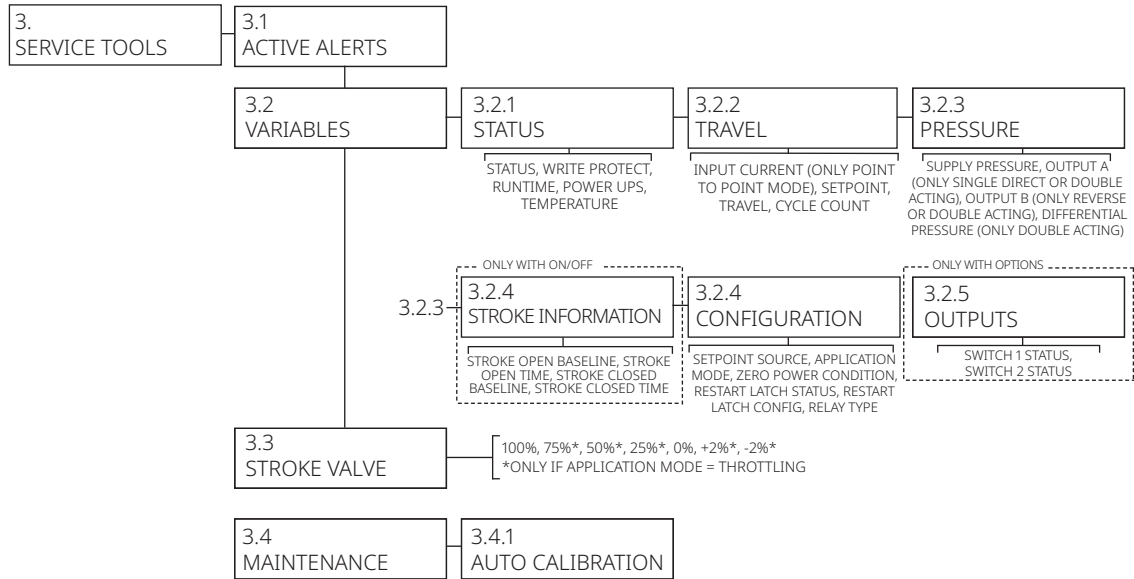 3.
SERVICE TOOLS
3.1
ACTIVE ALERTS
3.2
VARIABLES
3.2.1
STATUS
STATUS, WRITE PROTECT,
RUNTIME, POWER UPS,
TEMPERATURE
3.2.2
TRAVEL
INPUT CURRENT (ONLY POINT
TO POINT MODE), SETPOINT,
TRAVEL, CYCLE COUNT
3.2.3
PRESSURE
SUPPLY PRESSURE, OUTPUT A
(ONLY SINGLE DIRECT OR DOUBLE
ACTING), OUTPUT B (ONLY REVERSE
OR DOUBLE ACTING), DIFFERENTIAL
PRESSURE (ONLY DOUBLE ACTING)
3.2.3
ONLY WITH ON/OFF
3.2.4
STROKE INFORMATION
STROKE OPEN BASELINE, STROKE
OPEN TIME, STROKE CLOSED
BASELINE, STROKE CLOSED TIME
3.2.4
CONFIGURATION
SETPOINT SOURCE, APPLICATION
MODE, ZERO POWER CONDITION,
RESTART LATCH STATUS, RESTART
LATCH CONFIG, RELAY TYPE
ONLY WITH OPTIONS
3.2.5
OUTPUTS
SWITCH 1 STATUS,
SWITCH 2 STATUS
3.3
STROKE VALVE
100%, 75%*, 50%*, 25%*, 0%, +2%*, -2%*
*ONLY IF APPLICATION MODE = THROTTLING
3.4
MAINTENANCE
3.4.1
AUTO CALIBRATION